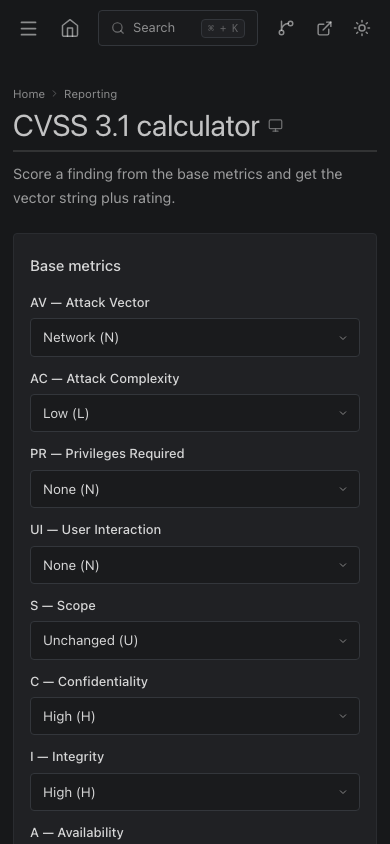 Search ⌘ + K
Home > Reporting
CVSS 3.1 calculator
Score a finding from the base metrics and get the
vector string plus rating.
Base metrics
AV — Attack Vector
Network (N)
AC — Attack Complexity
Low (L)
PR — Privileges Required
None (N)
UI — User Interaction
None (N)
S — Scope
Unchanged (U)
C — Confidentiality
High (H)
I — Integrity
High (H)
A — Availability